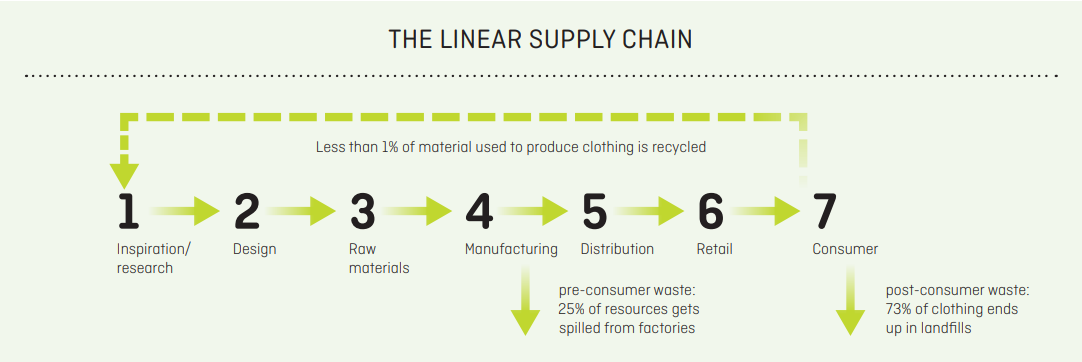 THE LINEAR SUPPLY CHAIN
Less than 1% of material used to produce clothing is recycled
1
Inspiration/
research
2
Design
3
Raw
materials
4
Manufacturing
5
Distribution
6
Retail
7
Consumer
pre-consumer waste:
25% of resources gets
spilled from factories
post-consumer waste:
73% of clothing ends
up in landfills